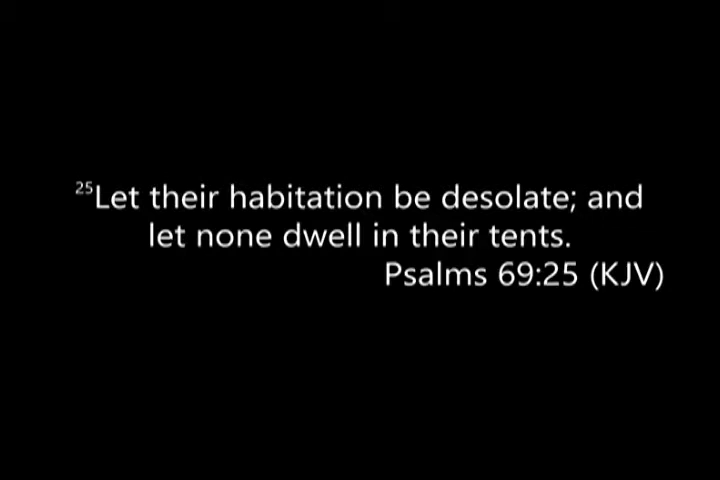 ²⁵Let their habitation be desolate; and
let none dwell in their tents.
Psalms 69:25 (KJV)